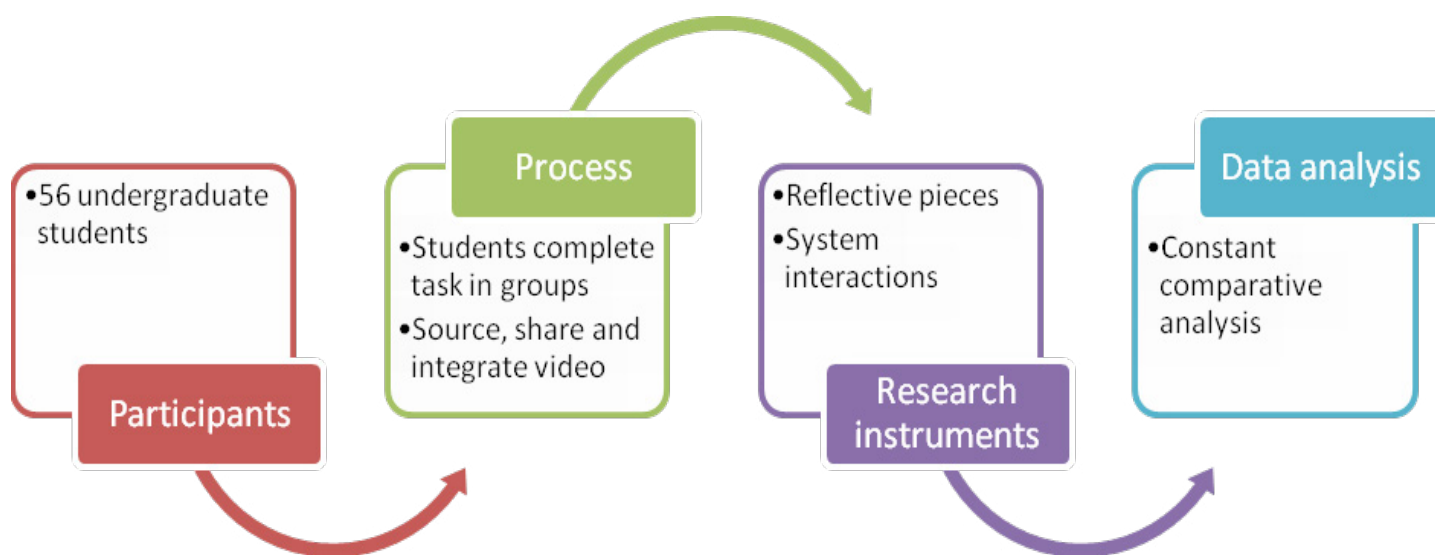 •56 undergraduate
students
Participants
Process
•Students complete
task in groups
•Source, share and
integrate video
•Reflective pieces
•System
interactions
Research
instruments
Data analysis
•Constant
comparative
analysis